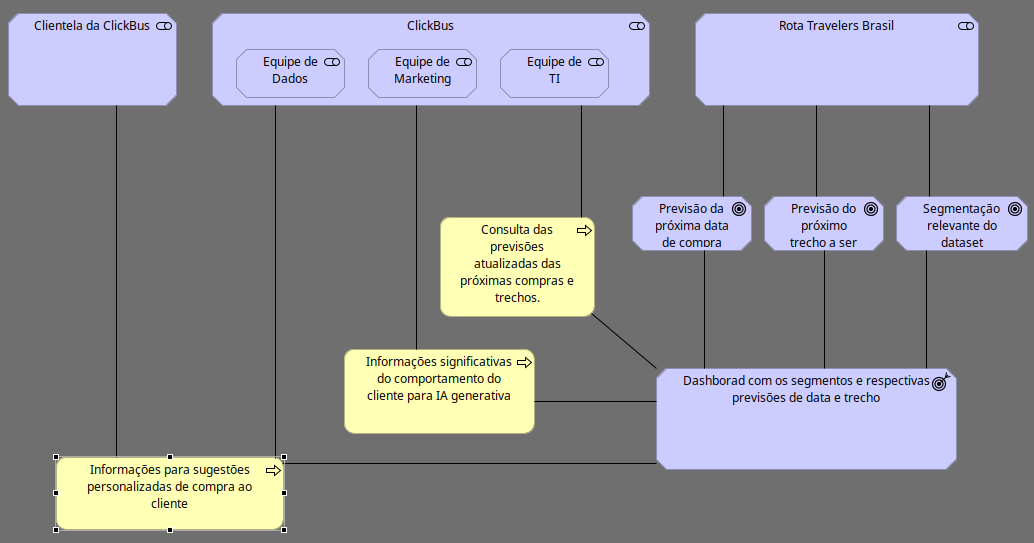 Clientela da ClickBus
ClickBus
Equipe de
Dados
Equipe de
Marketing
Equipe de
TI
Rota Travelers Brasil
Previsão da
próxima data
de compra
Previsão do
próximo
trecho a ser
Segmentação
relevante do
dataset
Consulta das
previsões
atualizadas das
próximas compras e
trechos.
Informações significativas
do comportamento do
cliente para IA generativa
Dashborad com os segmentos e respectivas
previsões de data e trecho
Informações para sugestões
personalizadas de compra ao
cliente